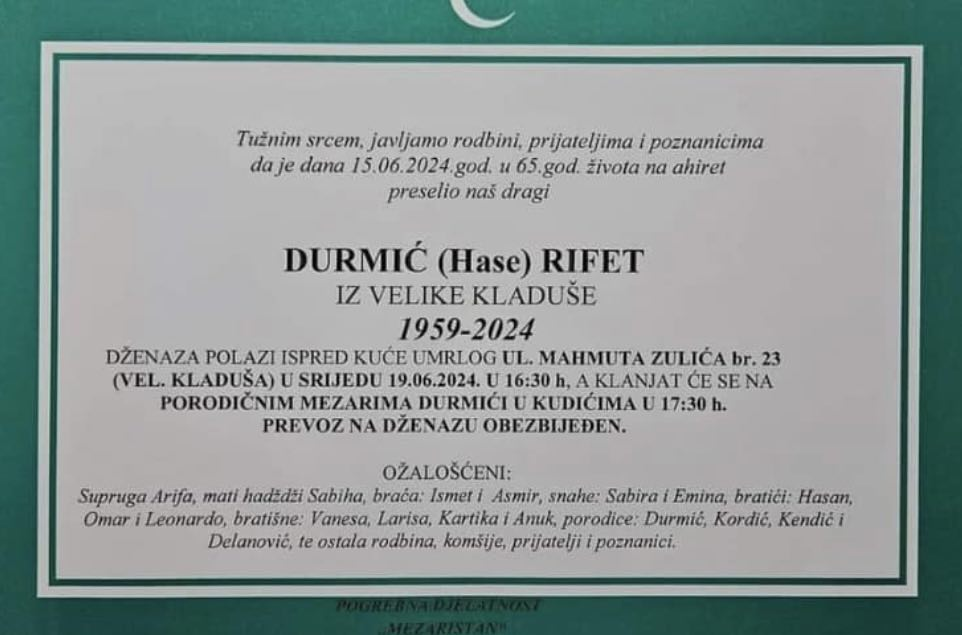 Tužnim srcem, javljamo rodbini, prijateljima i poznanicima
da je dana 15.06.2024.god. u 65.god. života na ahiret
preselio naš dragi
DURMIĆ (Hase) RIFET
IZ VELIKE KLADUŠE
1959-2024
DŽENAZA POLAZI ISPRED KUĆE UMRLOG UL. MAHMUTA ZULIĆA br. 23
(VEL. KLADUŠA) U SRIJEDU 19.06.2024. U 16:30 h, A KLANJAT ĆE SE NA
PORODIČNIM MEZARIMA DURMIĆI U KUDIĆIMA U 17:30 h.
PREVOZ NA DŽENAZU OBEZBIJEĐEN.
OŽALOŠĆENI:
Supruga Arifa, mati hadždži Sabiha, braća: Ismet i Asmir, snahe: Sabira i Emina, bratići: Hasan,
Omar i Leonardo, bratišne: Vanesa, Larisa, Kartika i Anuk, porodice: Durmić, Kordić, Kendić i
Delanović, te ostala rodbina, komšije, prijatelji i poznanici.
POGREBNA DJELATNOST
„MEZARISTAN"